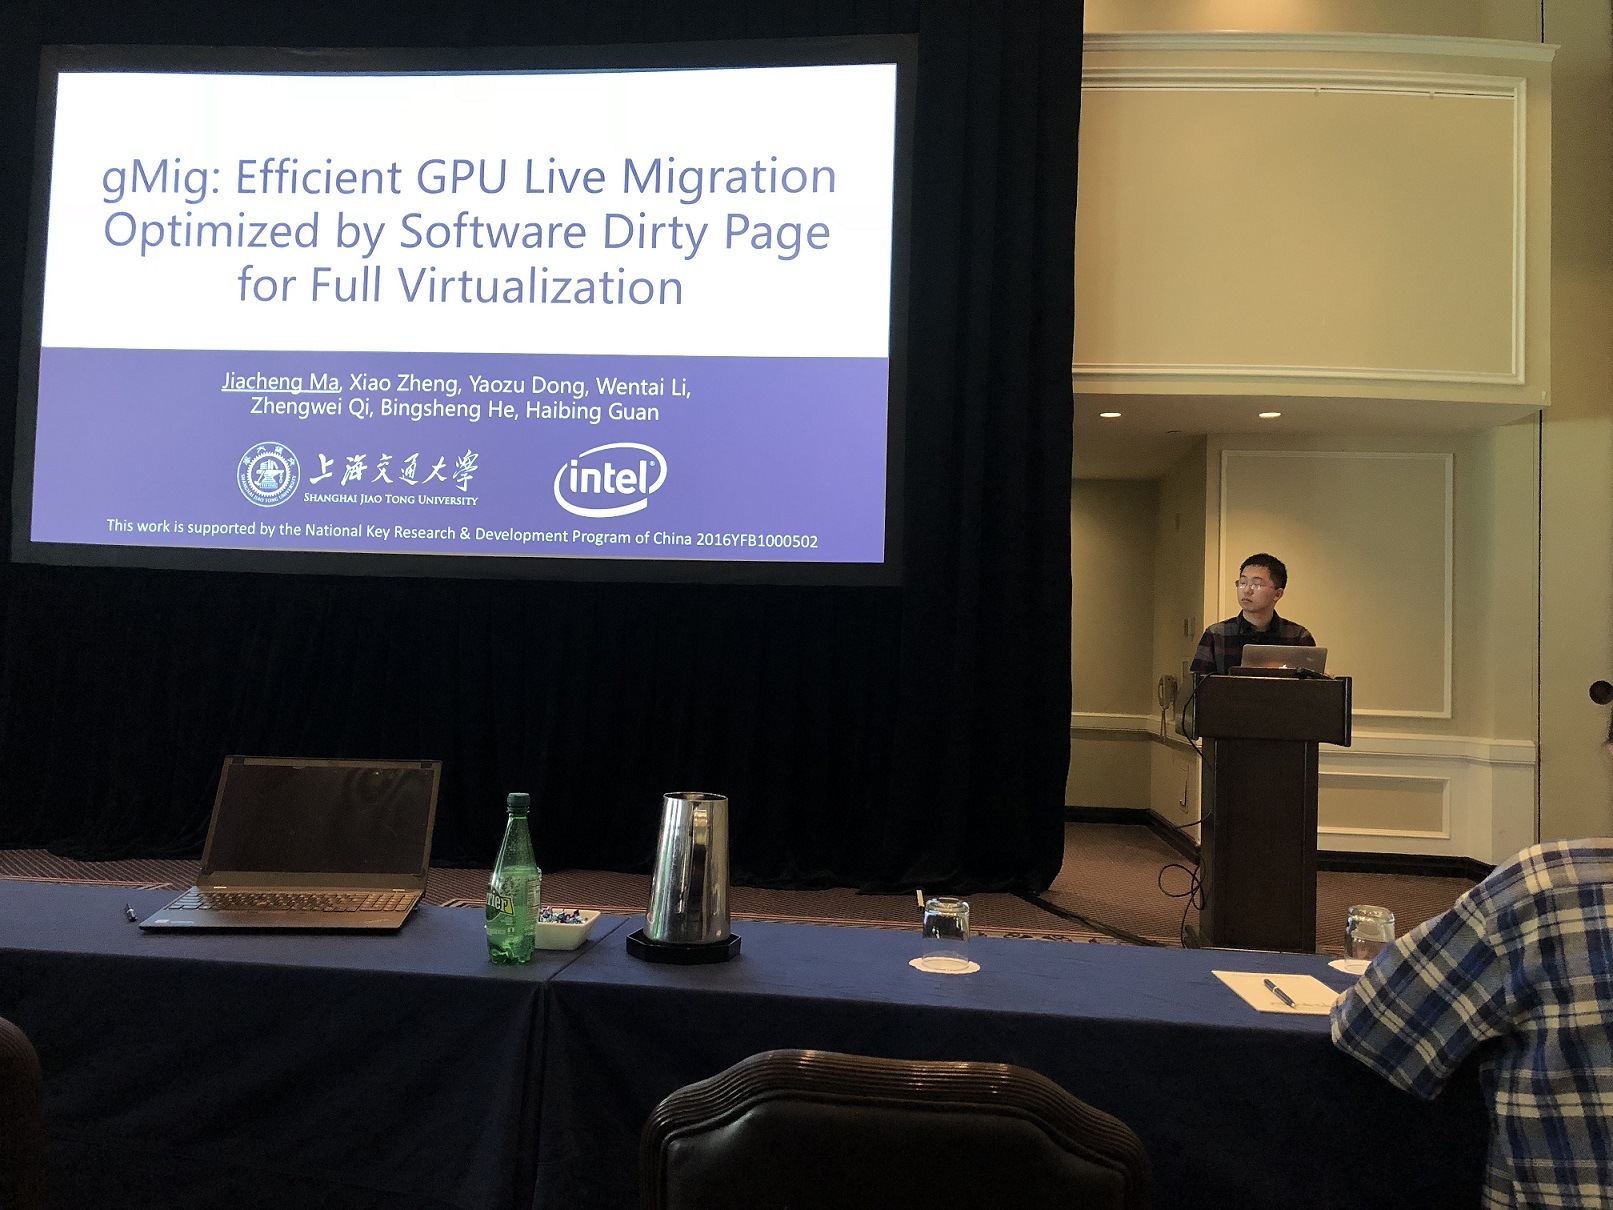 gMig: Efficient GPU Live Migration
Optimized by Software Dirty Page
for Full Virtualization
Jiacheng Ma, Xiao Zheng, Yaozu Dong, Wentai Li,
Zhengwei Qi, Bingsheng He, Haibing Guan
上海交通大学
SHANGHAI JIAO TONG UNIVERSITY
intel
This work is supported by the National Key Research & Development Program of China 2016YFB1000502